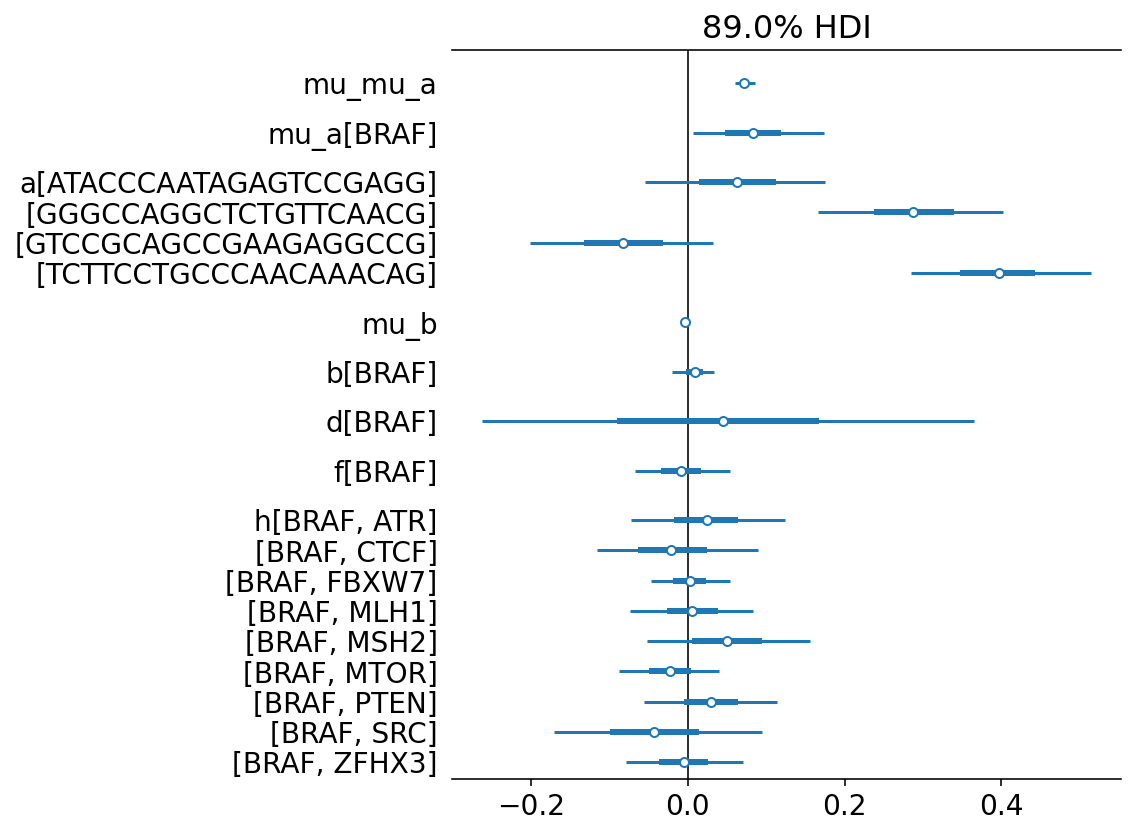 89.0% HDI
mu_mu_a
mu_a[BRAF]
a[ATACCCAATAGAGTCCGAGG]
[GGGCCAGGCTCTGTTCAACG]
[GTCCGCAGCCGAAGAGGCCG]
[TCTTCCTGCCCAACAAACAG]
mu_b
b[BRAF]
d[BRAF]
f[BRAF]
h[BRAF, ATR]
[BRAF, CTCF]
[BRAF, FBXW7]
[BRAF, MLH1]
[BRAF, MSH2]
[BRAF, MTOR]
[BRAF, PTEN]
[BRAF, SRC]
[BRAF, ZFHX3]
−0.2 0.0 0.2 0.4